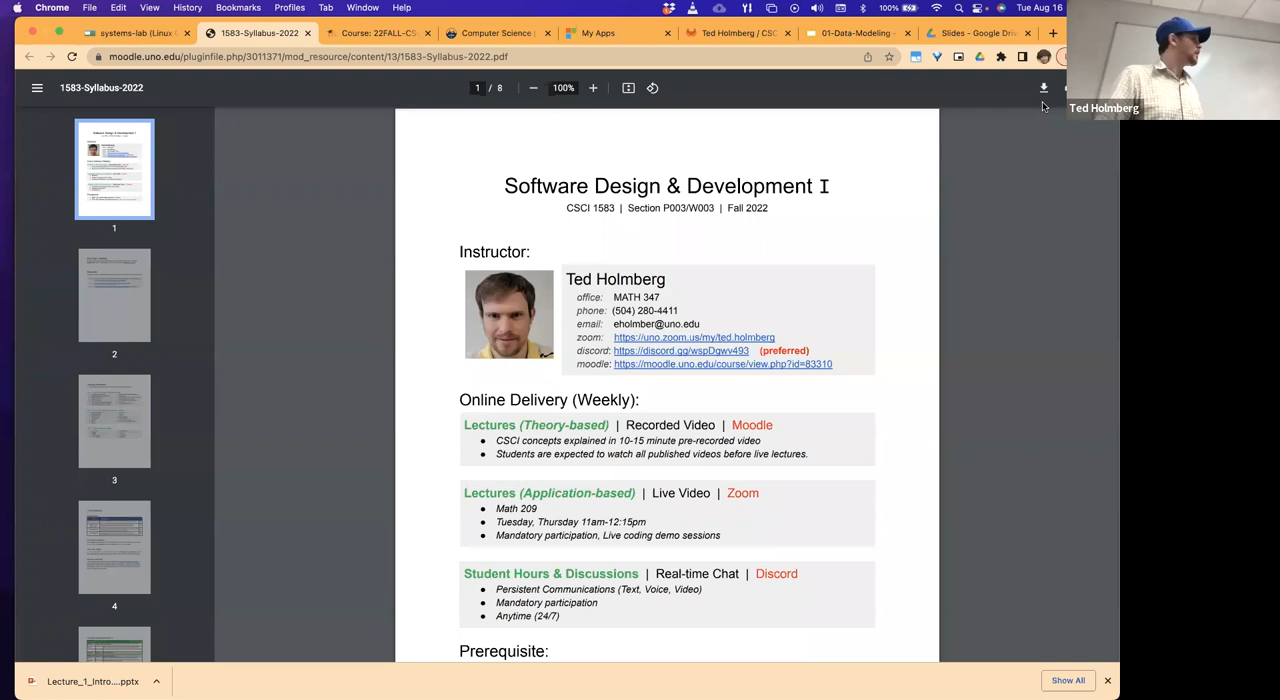 Chrome File Edit View History Bookmarks Profiles Tab Window Help 100% Tue Aug 16
systems-lab (Linux 1583-Syllabus-2022 Course: 22FALL-CS Computer Science | My Apps Ted Holmberg / CSC 01-Data-Modeling - Slides - Google Driv
moodle.uno.edu/pluginfile.php/3011371/mod_resource/content/13/1583-Syllabus-2022.pdf
1583-Syllabus-2022 1 / 8 100%
Ted Holmberg
1
2
3
4
Software Design & Development I
CSCI 1583 | Section P003/W003 | Fall 2022
Instructor:
Ted Holmberg
office: MATH 347
phone: (504) 280-4411
email: eholmber@uno.edu
zoom: https://uno.zoom.us/my/ted.holmberg
discord: https://discord.gg/wspDgwv493 (preferred)
moodle: https://moodle.uno.edu/course/view.php?id=83310
Online Delivery (Weekly):
Lectures (Theory-based) | Recorded Video | Moodle
● CSCI concepts explained in 10-15 minute pre-recorded video
● Students are expected to watch all published videos before live lectures.
Lectures (Application-based) | Live Video | Zoom
● Math 209
● Tuesday, Thursday 11am-12:15pm
● Mandatory participation, Live coding demo sessions
Student Hours & Discussions | Real-time Chat | Discord
● Persistent Communications (Text, Voice, Video)
● Mandatory participation
● Anytime (24/7)
Prerequisite:
Lecture_1_Intro....pptx Show All